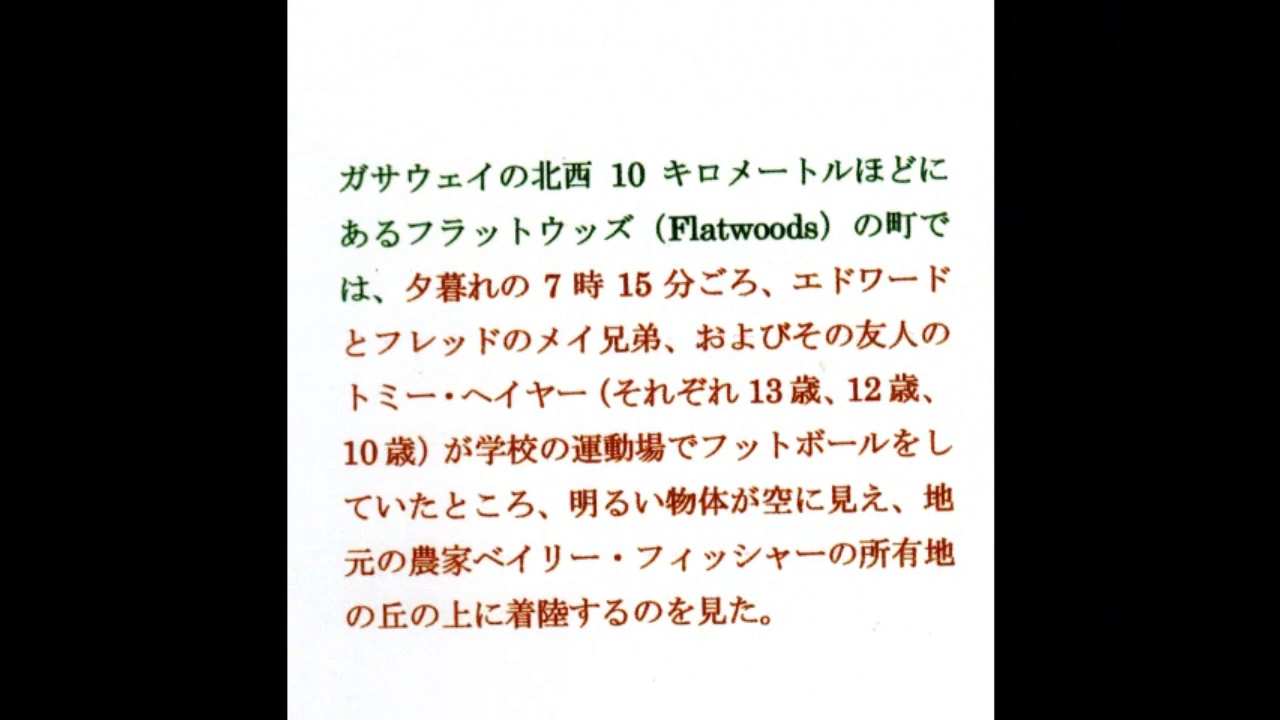 ガサウェイの北西 10 キロメートルほどに
あるフラットウッズ（Flatwoods）の町で
は、夕暮れの 7 時 15 分ごろ、エドワード
とフレッドのメイ兄弟、およびその友人の
トミー・ヘイヤー（それぞれ 13 歳、12 歳、
10 歳）が学校の運動場でフットボールをし
ていたところ、明るい物体が空に見え、地
元の農家ベイリー・フィッシャーの所有地
の丘の上に着陸するのを見た。